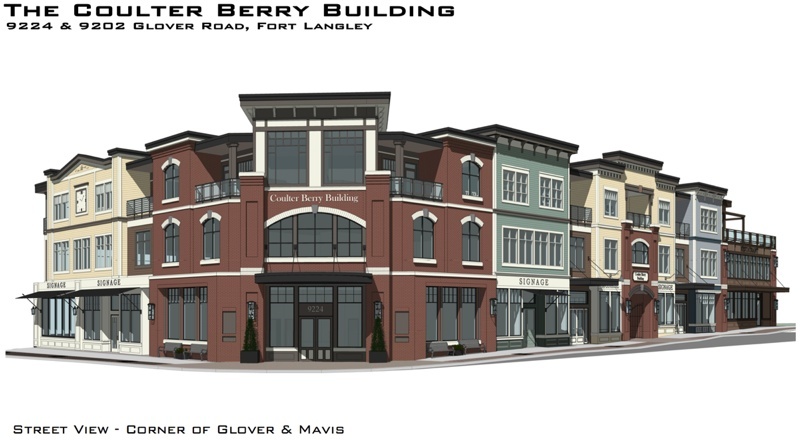 The Coulter Berry Building
9224 & 9202 Glover Road, Fort Langley
Coulter Berry Building
SIGNAGE
SIGNAGE
SIGNAGE
SIGNAGE
9224
Street View - Corner of Glover & Mavis